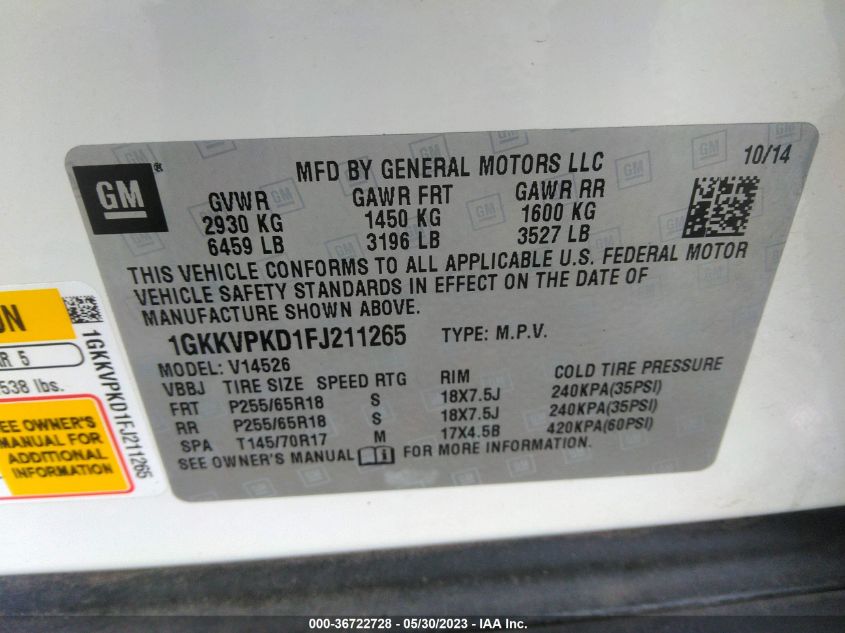 GM
®
MFD BY GENERAL MOTORS LLC
10/14
GVWR GAWR FRT GAWR RR
2930 KG 1450 KG 1600 KG
6459 LB 3196 LB 3527 LB
THIS VEHICLE CONFORMS TO ALL APPLICABLE U.S. FEDERAL MOTOR
VEHICLE SAFETY STANDARDS IN EFFECT ON THE DATE OF
MANUFACTURE SHOWN ABOVE.
1GKKVPKD1FJ211265 TYPE: M.P.V.
MODEL: V14526
VBBJ TIRE SIZE SPEED RTG RIM COLD TIRE PRESSURE
FRT P255/65R18 S 18X7.5J 240KPA(35PSI)
RR P255/65R18 S 18X7.5J 240KPA(35PSI)
SPA T145/70R17 M 17X4.5B 420KPA(60PSI)
SEE OWNER'S MANUAL FOR MORE INFORMATION.
R 5
538 lbs.
SEE OWNER'S
MANUAL FOR
ADDITIONAL
INFORMATION
1GKKVPKD1FJ211265
000-36722728 - 05/30/2023 - © IAA, Inc.